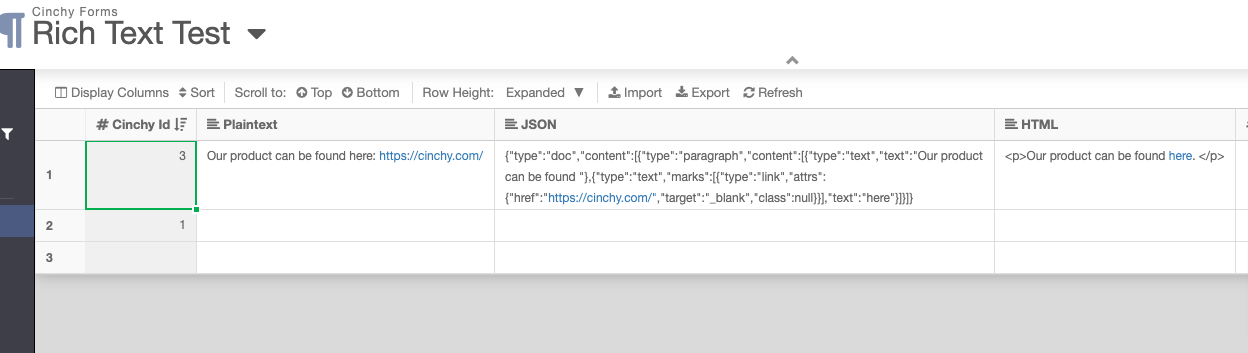 Cinchy Forms
Rich Text Test
Display Columns Sort Scroll to: Top Bottom Row Height: Expanded Import Export Refresh
# Cinchy Id Plaintext JSON HTML
1 3 Our product can be found here: https://cinchy.com/ {"type":"doc","content":[{"type":"paragraph","content":[{"type":"text","text":"Our product <p>Our product can be found here. </p>
can be found "},{"type":"text","marks":[{"type":"link","attrs":
{"href":"https://cinchy.com/","target":"_blank","class":null}}],"text":"here"}]}]}
2 1
3